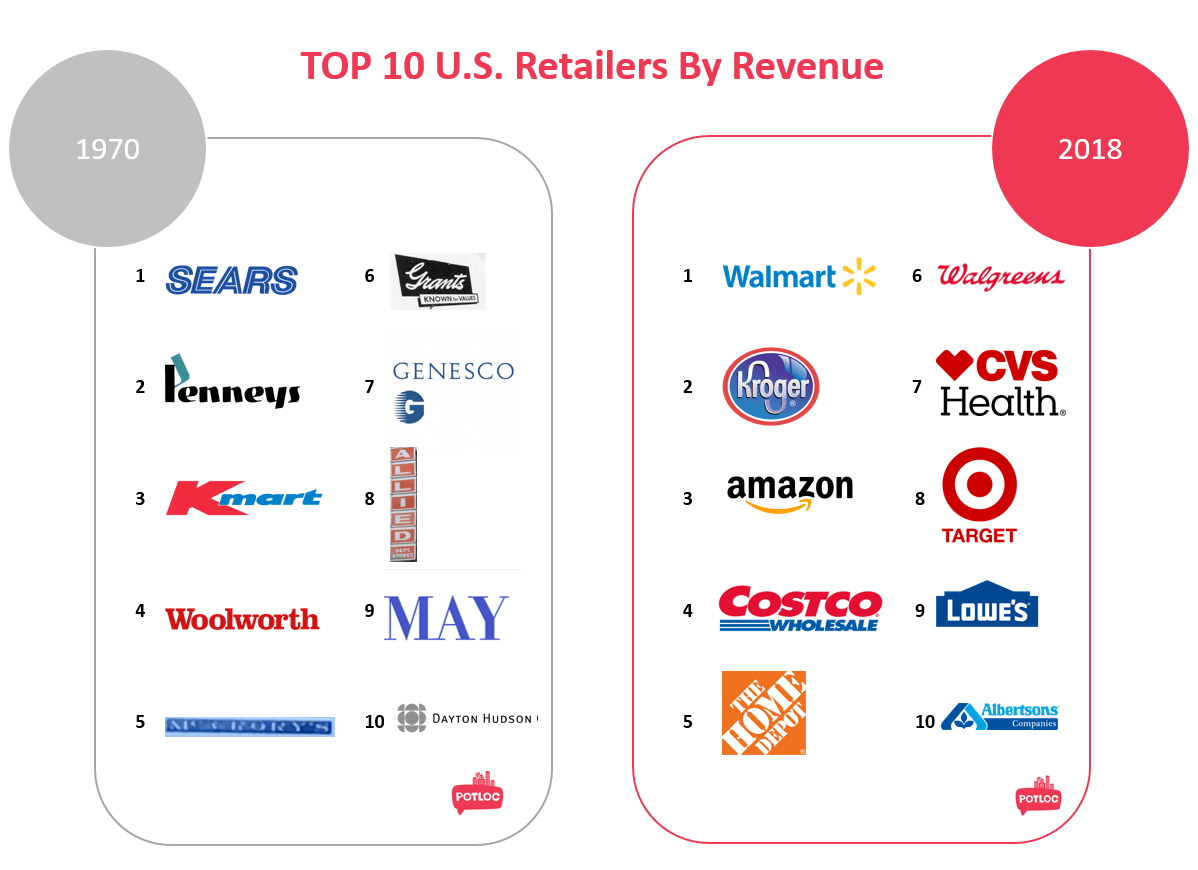 TOP 10 U.S. Retailers By Revenue
1970
1 SEARS
2 Penneys
3 Kmart
4 Woolworth
5 McCRORY'S
6 Grants
KNOWN for VALUES
7 GENESCO
G
8 ALLIED
DEPT.
STORES
9 MAY
10 DAYTON HUDSON
POTLOC
2018
1 Walmart
2 Kroger
®
3 amazon
4 COSTCO
WHOLESALE
5 THE
HOME
DEPOT
®
6 Walgreens
7 CVS
Health®
8 TARGET
9 LOWE'S
10 Albertsons
Companies
POTLOC